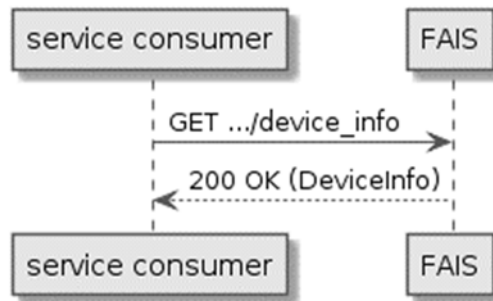 service consumer
FAIS
GET .../device_info
200 OK (DeviceInfo)
service consumer
FAIS